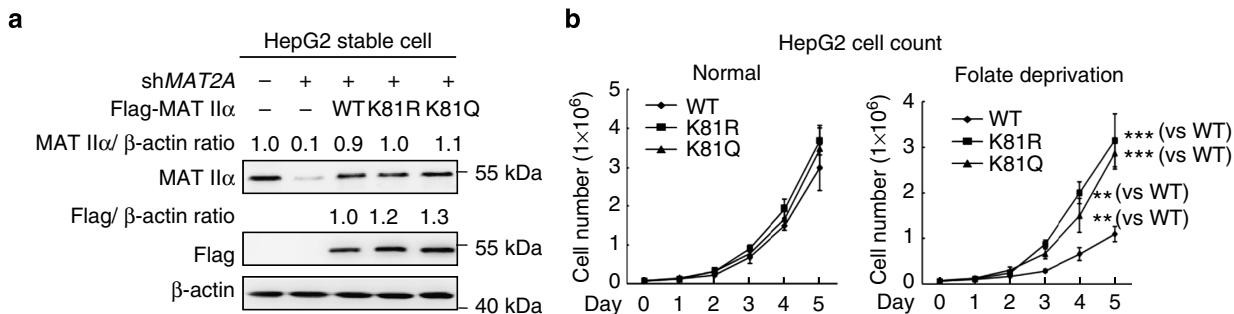 a
HepG2 stable cell
shMAT2A – + + + +
Flag-MAT IIα – – WT K81R K81Q
MAT IIα/ β-actin ratio 1.0 0.1 0.9 1.0 1.1
MAT IIα 55 kDa
Flag/ β-actin ratio 1.0 1.2 1.3
Flag 55 kDa
β-actin
40 kDa
b
HepG2 cell count
Normal
Cell number (1×10⁶)
5
4
3
2
1
0
WT
K81R
K81Q
Day 0 1 2 3 4 5
Folate deprivation
Cell number (1×10⁶)
4
3
2
1
0
WT
K81R
K81Q
*** (vs WT)
*** (vs WT)
** (vs WT)
** (vs WT)
Day 0 1 2 3 4 5